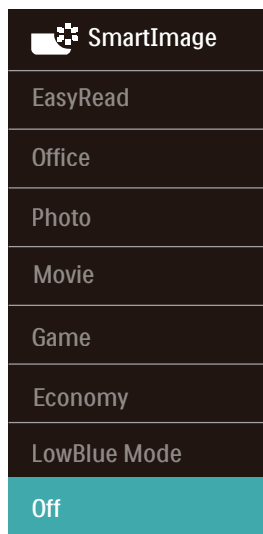 SmartImage
EasyRead
Office
Photo
Movie
Game
Economy
LowBlue Mode
Off